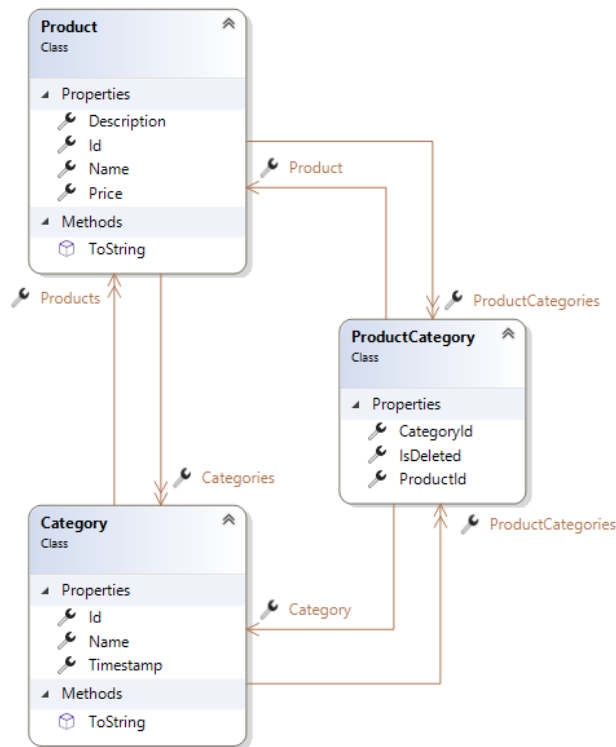 Product
Class
Properties
Description
Id
Name
Price
Methods
ToString
Product
Products
ProductCategories
ProductCategory
Class
Properties
CategoryId
IsDeleted
ProductId
Categories
ProductCategories
Category
Class
Properties
Id
Name
Timestamp
Methods
ToString
Category